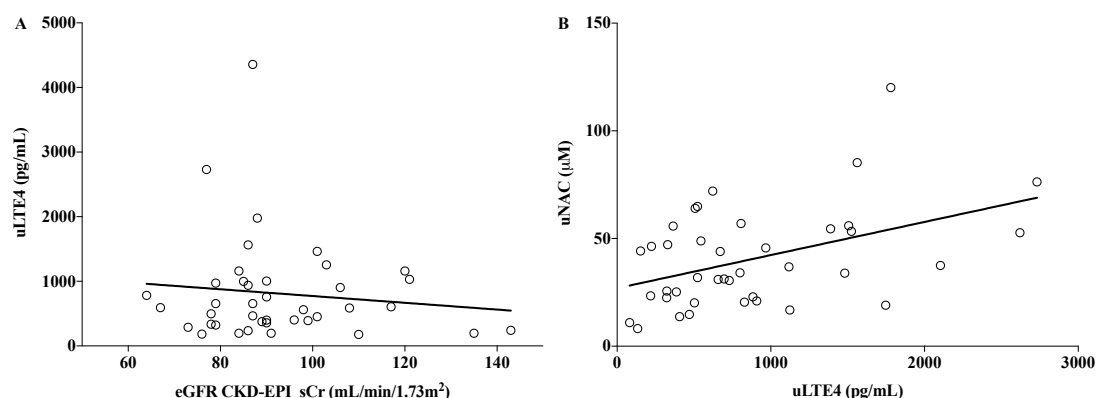 A
5000
4000
3000
2000
1000
0
uLTE4 (pg/mL)
60 80 100 120 140
eGFR CKD-EPI sCr (mL/min/1.73m²)
B
150
100
50
0
uNAC (μM)
0 1000 2000 3000
uLTE4 (pg/mL)